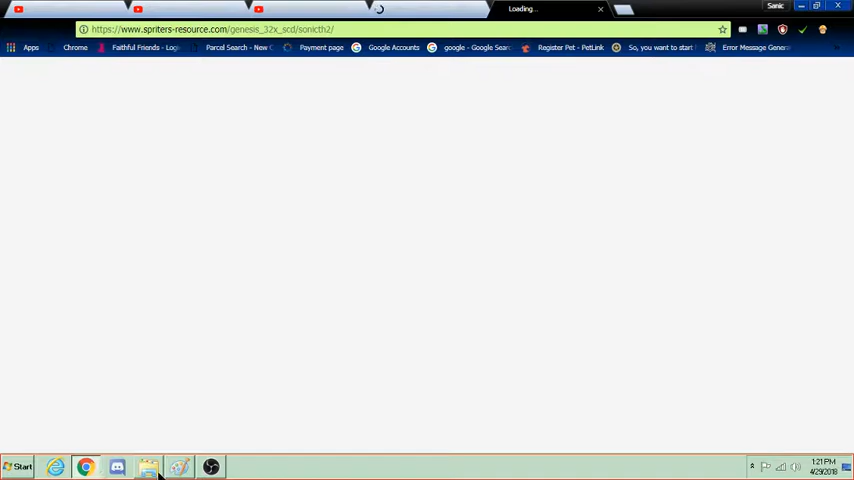 Loading...
Sanic
https://www.spriters-resource.com/genesis_32x_scd/sonicth2/
Apps Chrome Faithful Friends - Logi Parcel Search - New C Payment page Google Accounts google - Google Sear Register Pet - PetLink So, you want to start Error Message Genera
Start
1:21 PM
4/29/2018